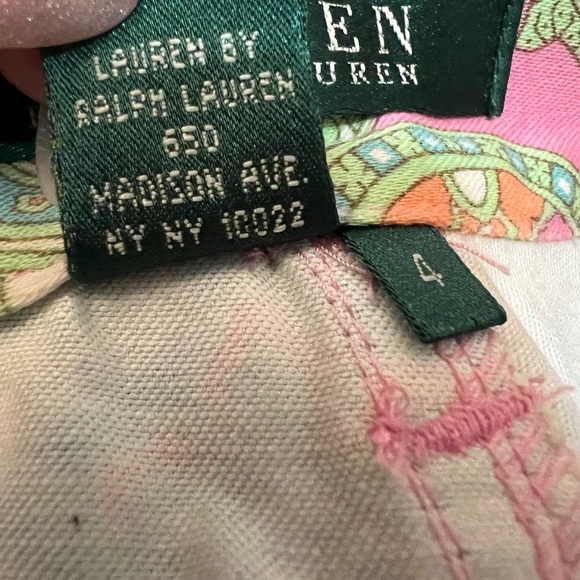 EN
UREN
LAUREN BY
RALPH LAUREN
650
MADISON AVE.
NY NY 10022
4